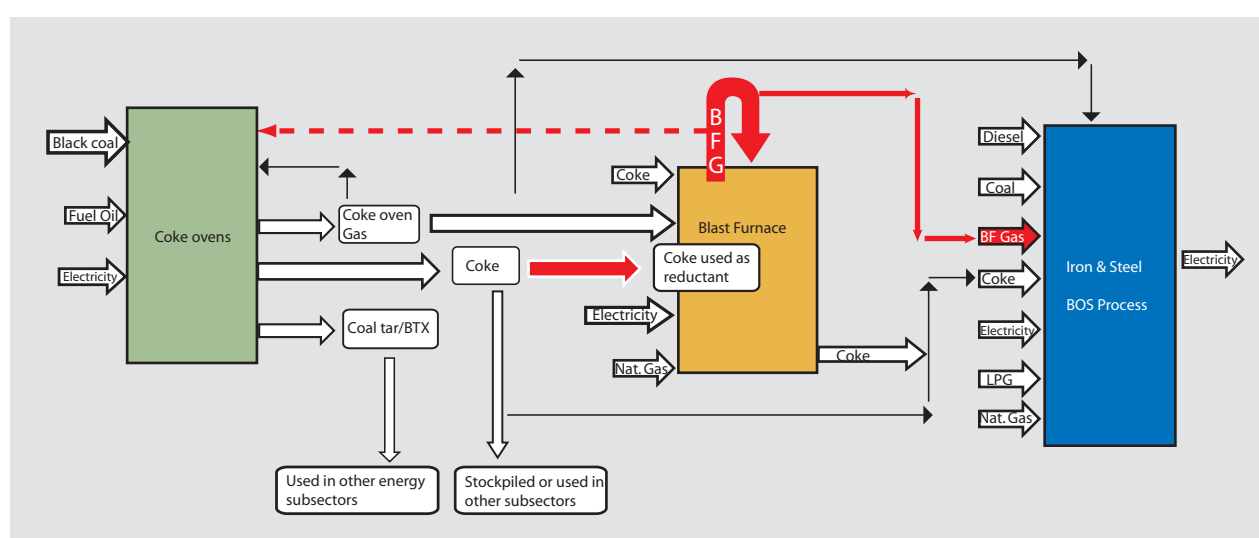 Black coal
Fuel Oil
Electricity
Coke ovens
Coke oven
Gas
Coke
Coal tar/BTX
Used in other energy
subsectors
Stockpiled or used in
other subsectors
B
F
G
Coke
Blast Furnace
Coke used as
reductant
Electricity
Nat. Gas
Coke
Diesel
Coal
BF Gas
Coke
Electricity
LPG
Nat. Gas
Iron & Steel
BOS Process
Electricity